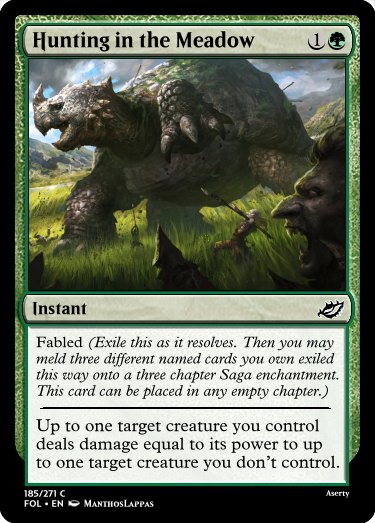 Hunting in the Meadow 1
Instant
Fabled (Exile this as it resolves. Then you may
meld three different named cards you own exiled
this way onto a three chapter Saga enchantment.
This card can be placed in any empty chapter.)
Up to one target creature you control
deals damage equal to its power to up
to one target creature you don't control.
185/271 C
FOL • EN MANTHOSLAPPAS
Aserty